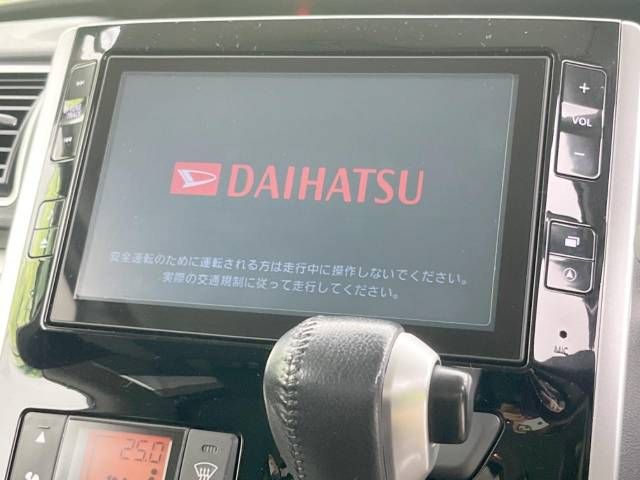 DAIHATSU
安全運転のために運転される方は走行中に操作しないでください。
実際の交通規制に従って走行してください。
+
VOL
−
MIC
25.0